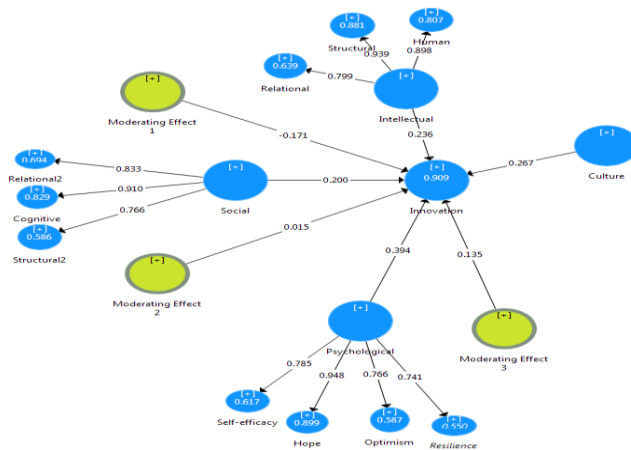 [+]
0.881
Structural
[+]
0.807
Human
[+]
0.639
Relational
0.939
0.898
0.799
[+]
Intellectual
[+]
Moderating Effect
1
-0.171
0.236
[+]
0.694
Relational2
0.833
[+]
0.829
Cognitive
0.910
[+]
0.586
Structural2
0.766
[+]
Social
0.200
[+]
0.909
Innovation
0.267
[+]
Culture
0.015
[+]
Moderating Effect
2
0.394
0.135
[+]
Psychological
[+]
Moderating Effect
3
0.785
0.948
0.766
0.741
[+]
0.617
Self-efficacy
[+]
0.899
Hope
[+]
0.587
Optimism
[+]
0.550
Resilience